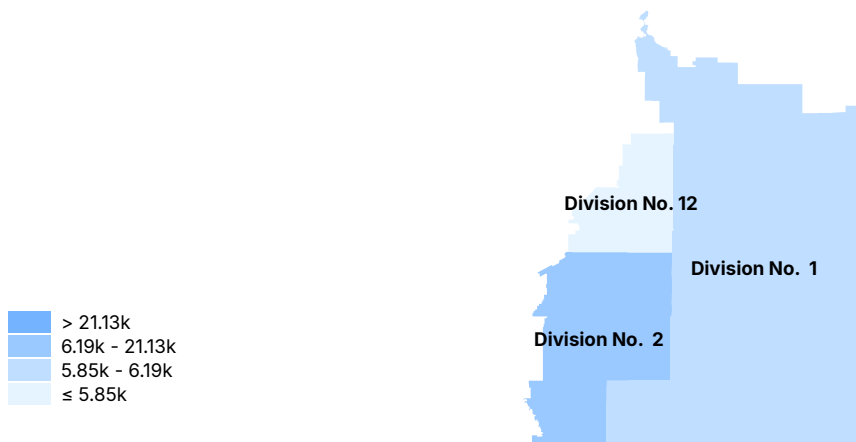 Division No. 12
Division No. 1
Division No. 2
> 21.13k
6.19k - 21.13k
5.85k - 6.19k
≤ 5.85k